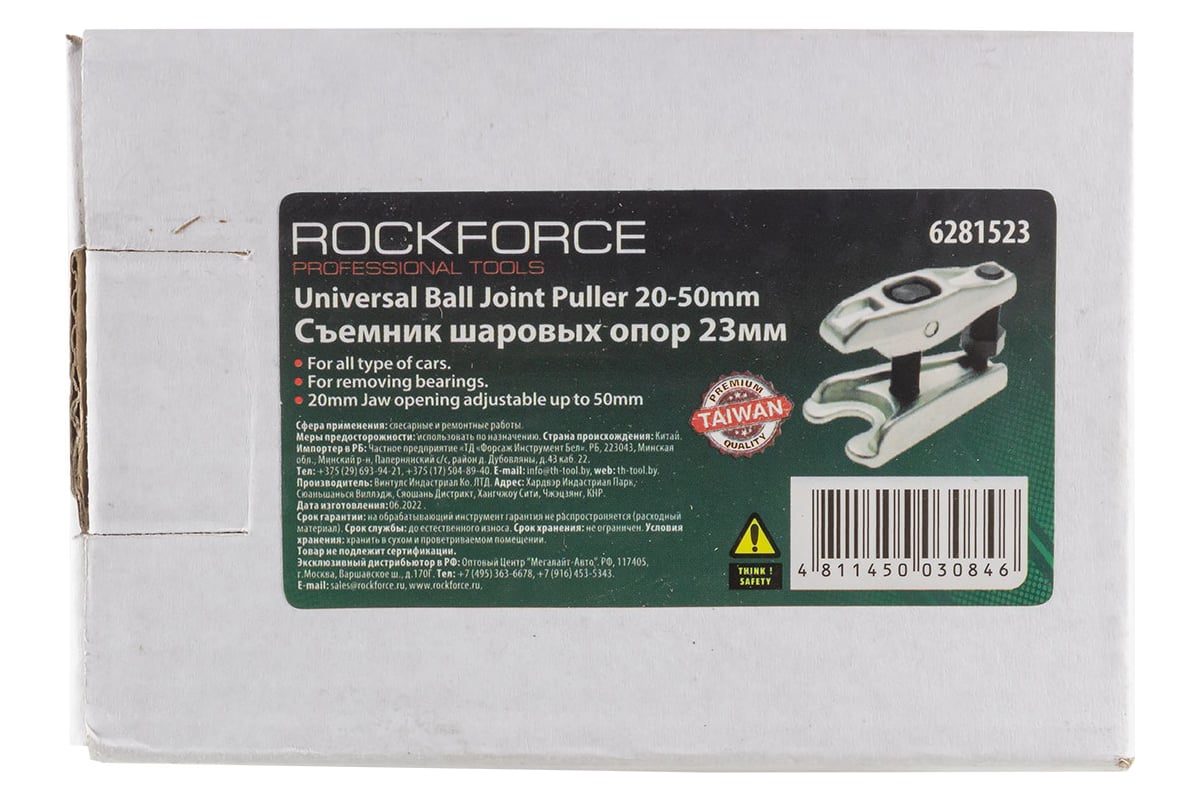 ROCKFORCE
PROFESSIONAL TOOLS
6281523
Universal Ball Joint Puller 20-50mm
Съемник шаровых опор 23мм
• For all type of cars.
• For removing bearings.
• 20mm Jaw opening adjustable up to 50mm
PREMIUM
TAIWAN
QUALITY
Сфера применения: слесарные и ремонтные работы.
Меры предосторожности: использовать по назначению. Страна происхождения: Китай.
Импортер в РБ: Частное предприятие «ТД «Форсаж Инструмент Бел». РБ, 223043, Минская
обл., Минский р-н, Папернянский с/с, район д. Дубовляны, д.43 каб. 22.
Тел: +375 (29) 693-94-21, +375 (17) 504-89-40. E-mail: info@th-tool.by, web: th-tool.by.
Производитель: Винтулс Индастриал Ко. ЛТД. Адрес: Хардвэр Индастриал Парк,
Сюаньшанься Виллэдж, Сяошань Дистрикт, Хангчжоу Сити, Чжэцзянг, КНР.
Дата изготовления: 06.2022 .
Срок гарантии: на обрабатывающий инструмент гарантия не распростроняется (расходный
материал). Срок службы: до естественного износа. Срок хранения: не ограничен. Условия
хранения: хранить в сухом и проветриваемом помещении.
Товар не подлежит сертификации.
Эксклюзивный дистрибьютор в РФ: Оптовый Центр "Мегалайт-Авто". РФ, 117405,
г.Москва, Варшавское ш., д.170Г. Тел: +7 (495) 363-6678, +7 (916) 453-5343.
E-mail: sales@rockforce.ru, www.rockforce.ru.
THINK !
SAFETY
4 811450 030846